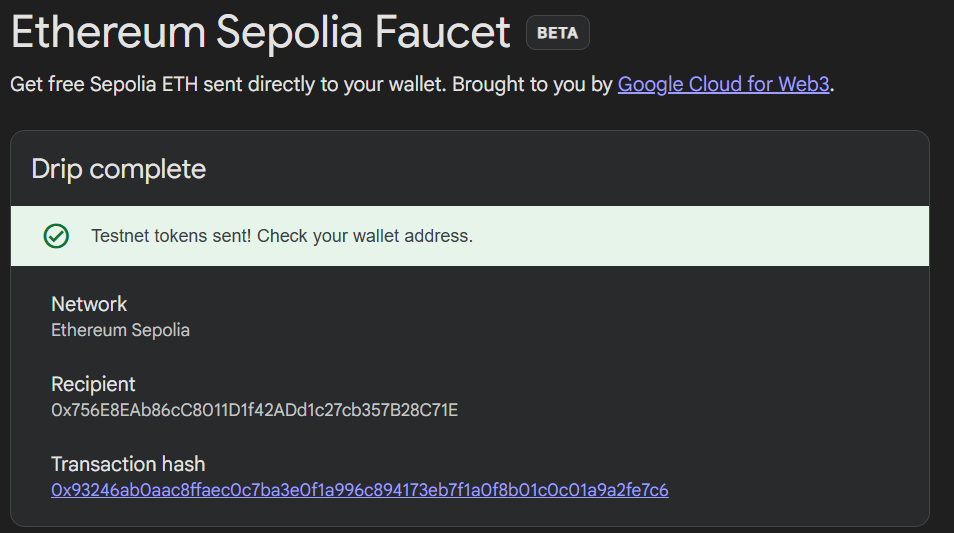 Ethereum Sepolia Faucet BETA
Get free Sepolia ETH sent directly to your wallet. Brought to you by Google Cloud for Web3.
Drip complete
Testnet tokens sent! Check your wallet address.
Network
Ethereum Sepolia
Recipient
0x756E8EAb86cC8011D1f42ADd1c27cb357B28C71E
Transaction hash
0x93246ab0aac8ffaec0c7ba3e0f1a996c894173eb7f1a0f8b01c0c01a9a2fe7c6